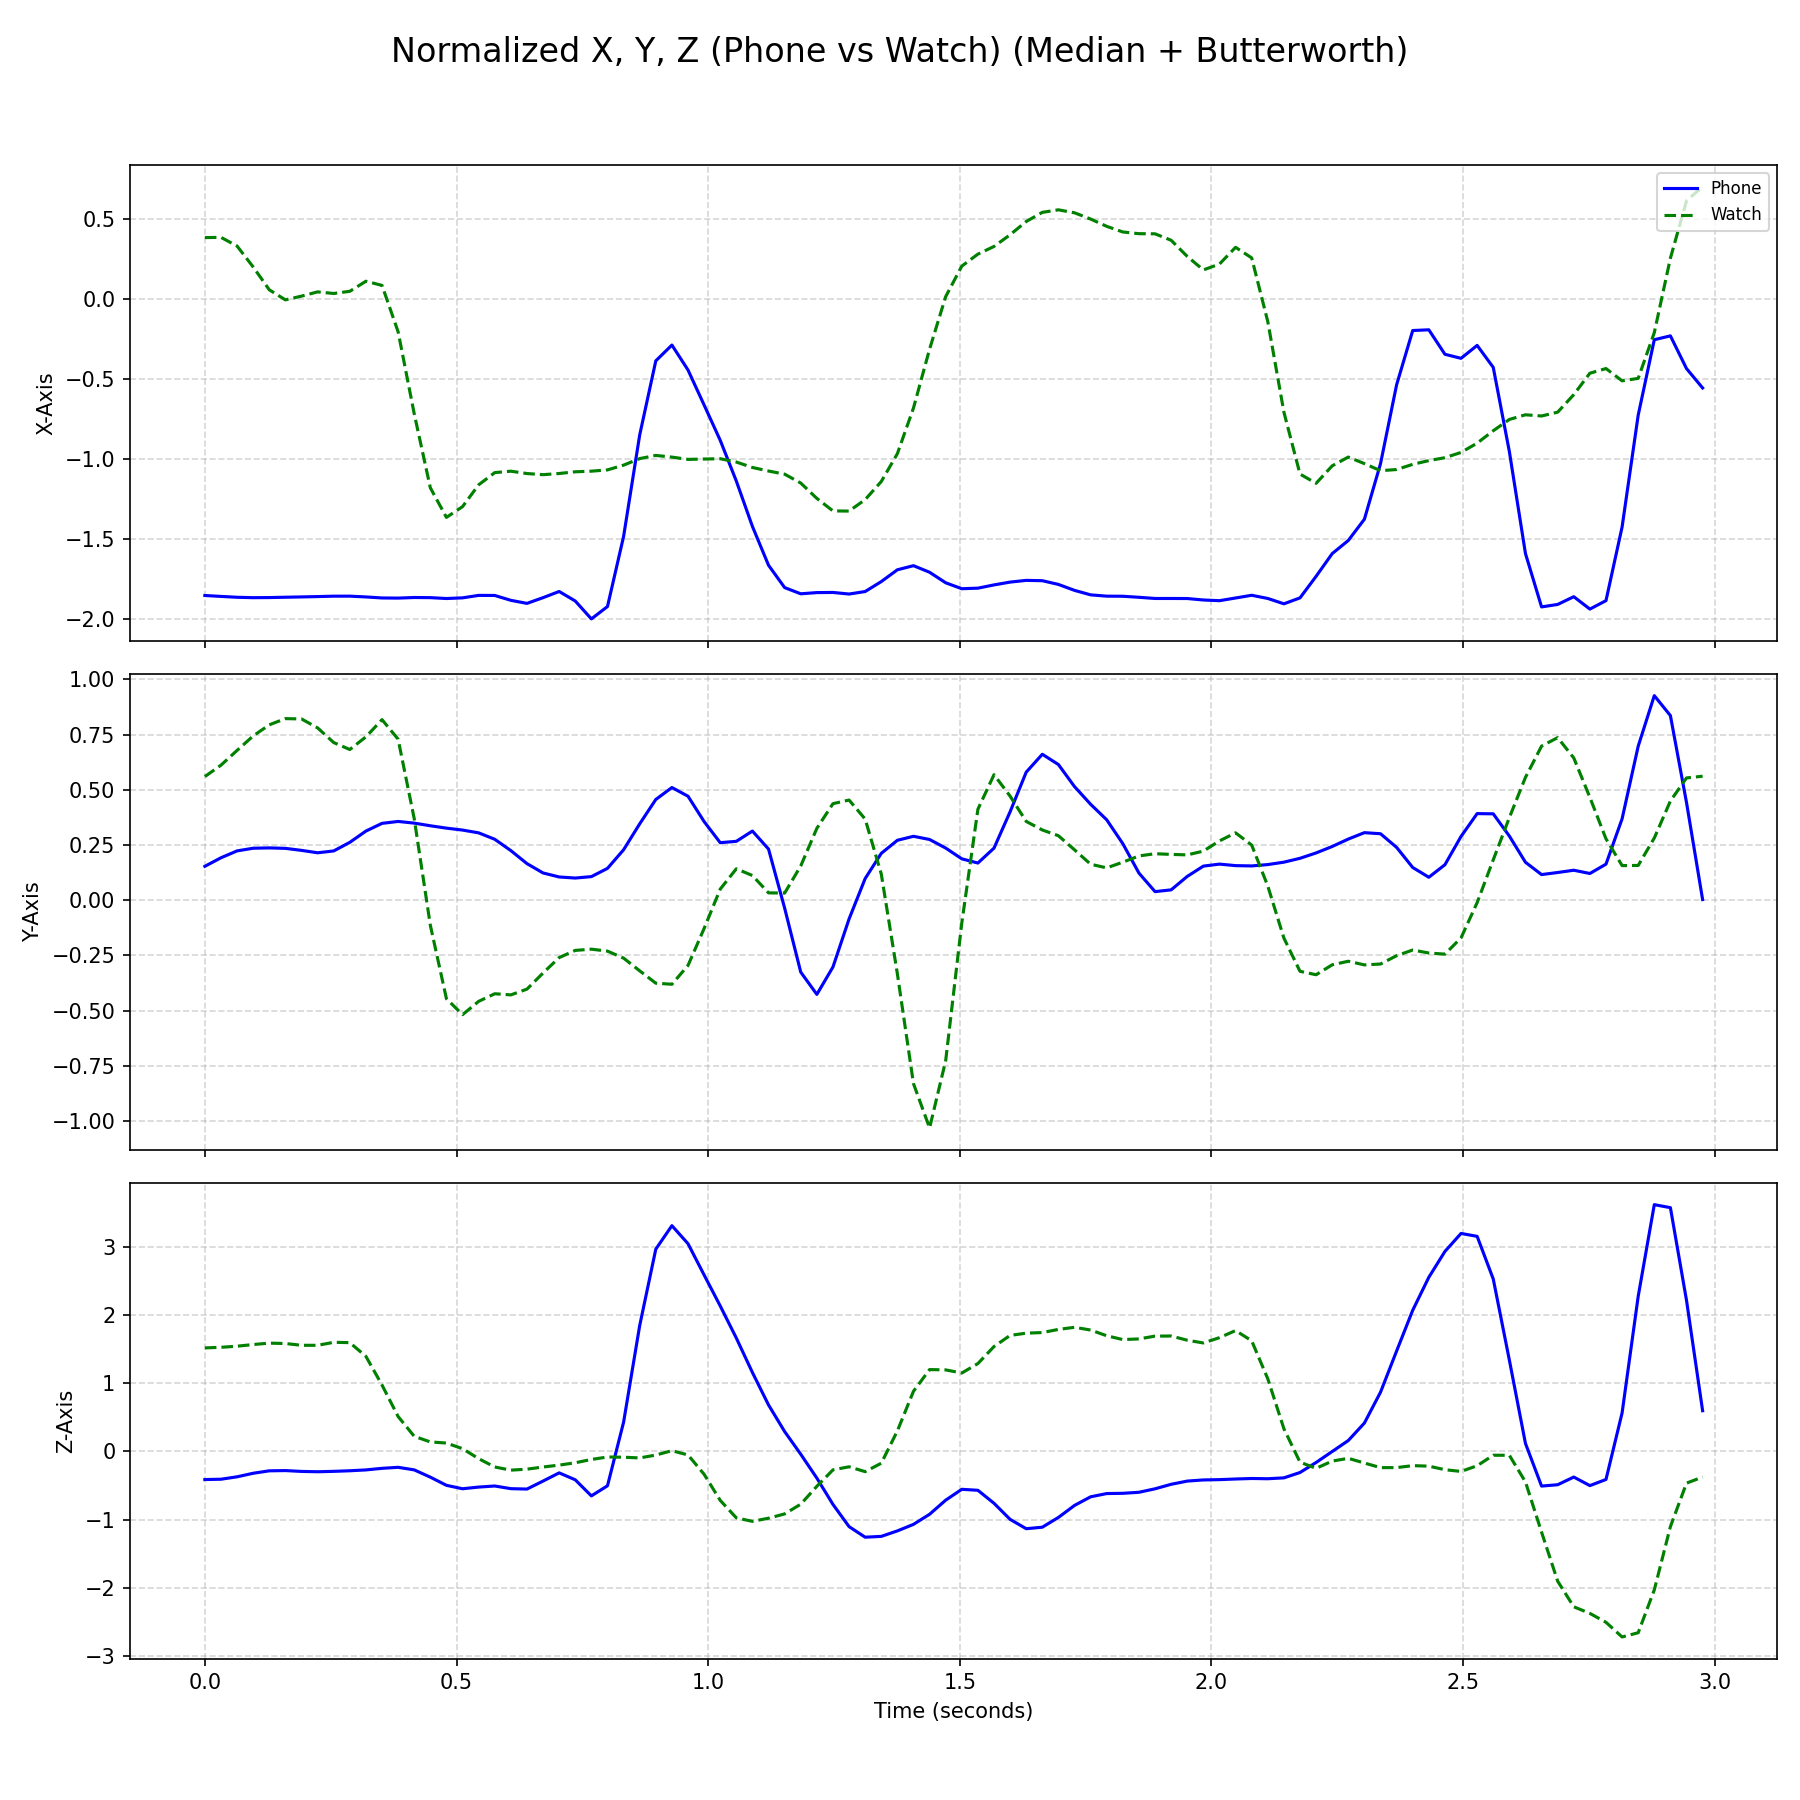 Normalized X, Y, Z (Phone vs Watch) (Median + Butterworth)
Phone
Watch
0.5
0.0
−0.5
−1.0
−1.5
−2.0
X-Axis
1.00
0.75
0.50
0.25
0.00
−0.25
−0.50
−0.75
−1.00
Y-Axis
3
2
1
0
−1
−2
−3
Z-Axis
0.0 0.5 1.0 1.5 2.0 2.5 3.0
Time (seconds)